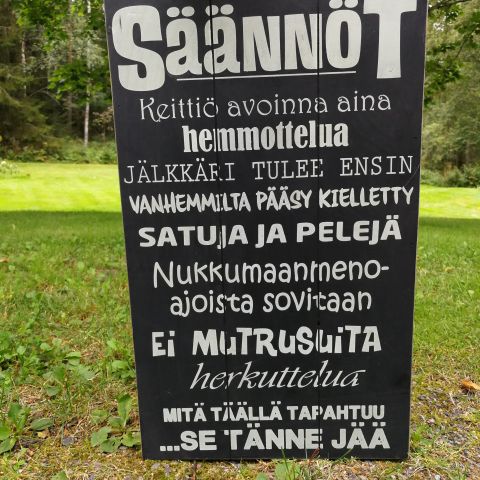 SÄÄNNÖT
Keittiö avoinna aina
hemmottelua
JÄLKKÄRI TULEE ENSIN
VANHEMMILTA PÄÄSY KIELLETTY
SATUJA JA PELEJÄ
Nukkumaanmeno-
ajoista sovitaan
Ei MUTRUSUITA
herkuttelua
MITÄ TÄÄLLÄ TAPAHTUU
...SE TÄNNE JÄÄ